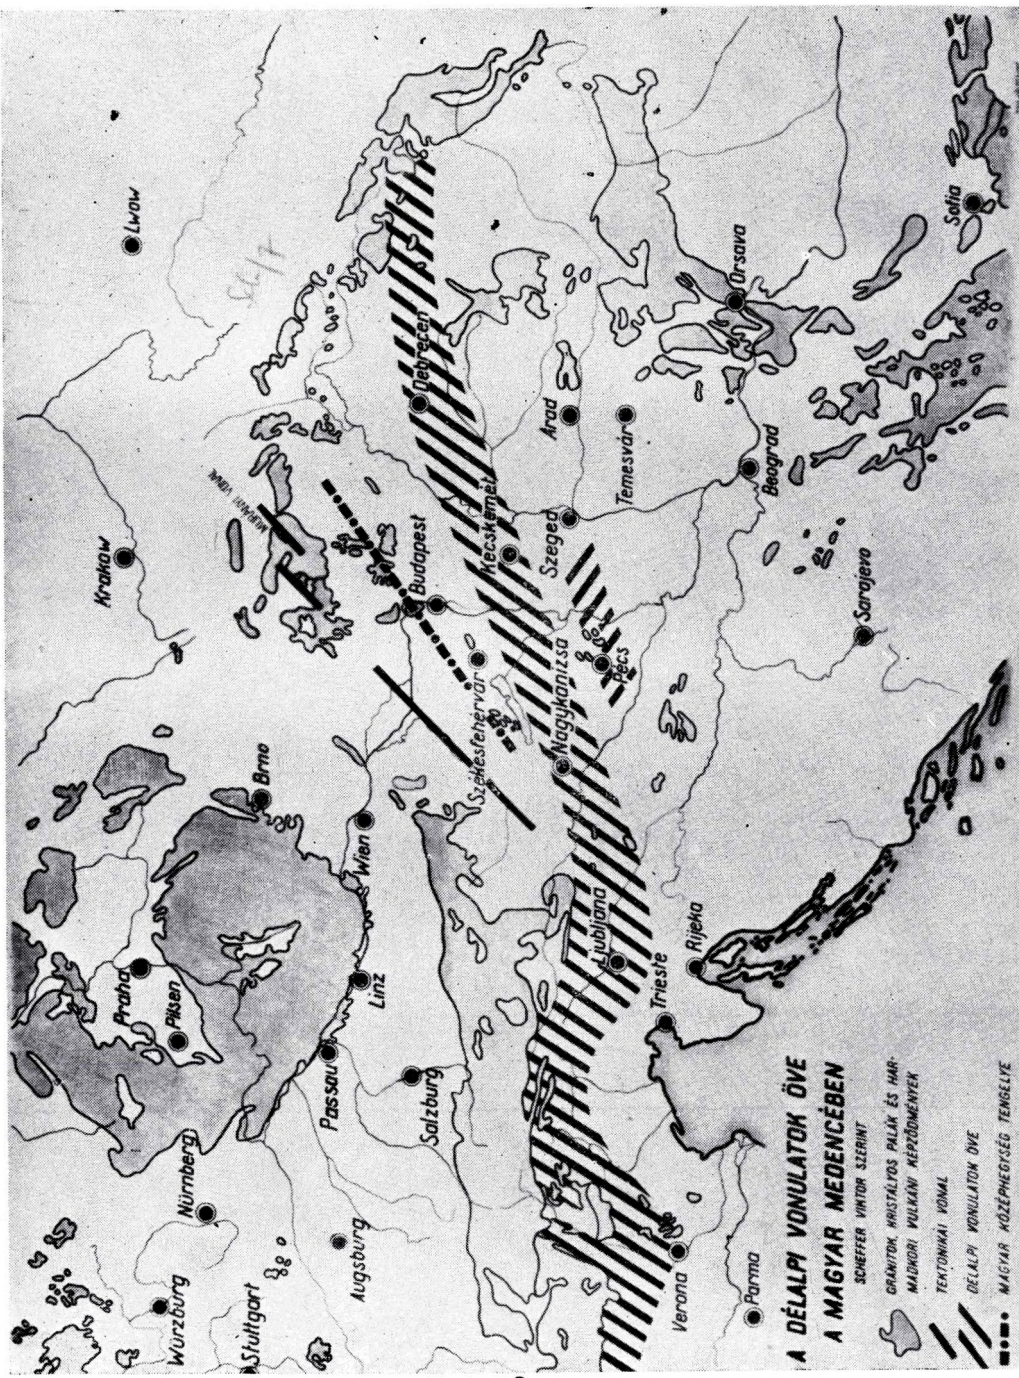 A DÉLALPI VONULATOK ÖVE
A MAGYAR MEDENCÉBEN
SCHEFFER VIKTOR SZERINT
GRÁNITOK, KRISTÁLYOS PALÁK ÉS HAR-
MADKORI VULKÁNI KÉPZŐDMÉNYEK
TEKTONIKAI VONAL
DÉLALPI VONULATOK ÖVE
MAGYAR KÖZÉPHEGYSÉG TENGELYE
Würzburg
Nürnberg
Stuttgart
Augsburg
Praha
Pilsen
Passau
Linz
Salzburg
Brno
Wien
Krakow
Lwow
MURÁNYI VONAL
Budapest
Székesfehérvár
Debrecen
Kecskemét
Nagykanizsa
Szeged
Pécs
Arad
Temesvár
Orsava
Beograd
Sarajevo
Sofia
Ljubljana
Trieste
Rijeka
Verona
Parma